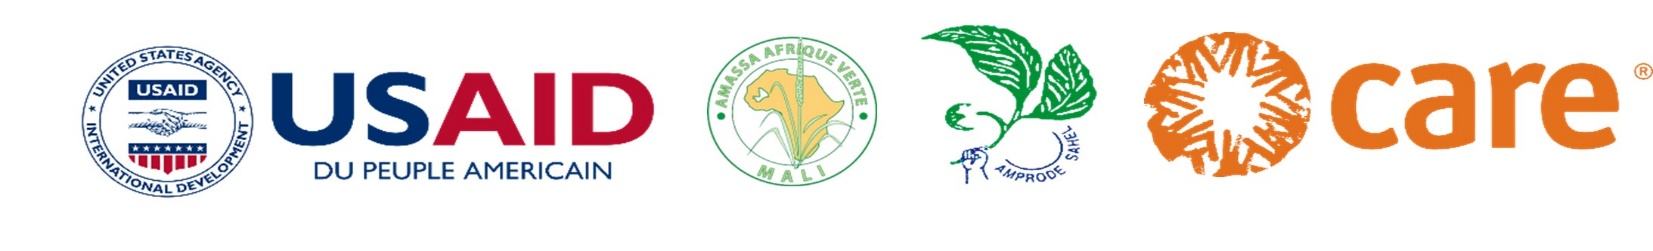 UNITED STATES AGENCY
USAID
INTERNATIONAL DEVELOPMENT
USAID
DU PEUPLE AMERICAIN
AMASSA AFRIQUE VERTE
MALI
AMPRODE SAHEL
care®